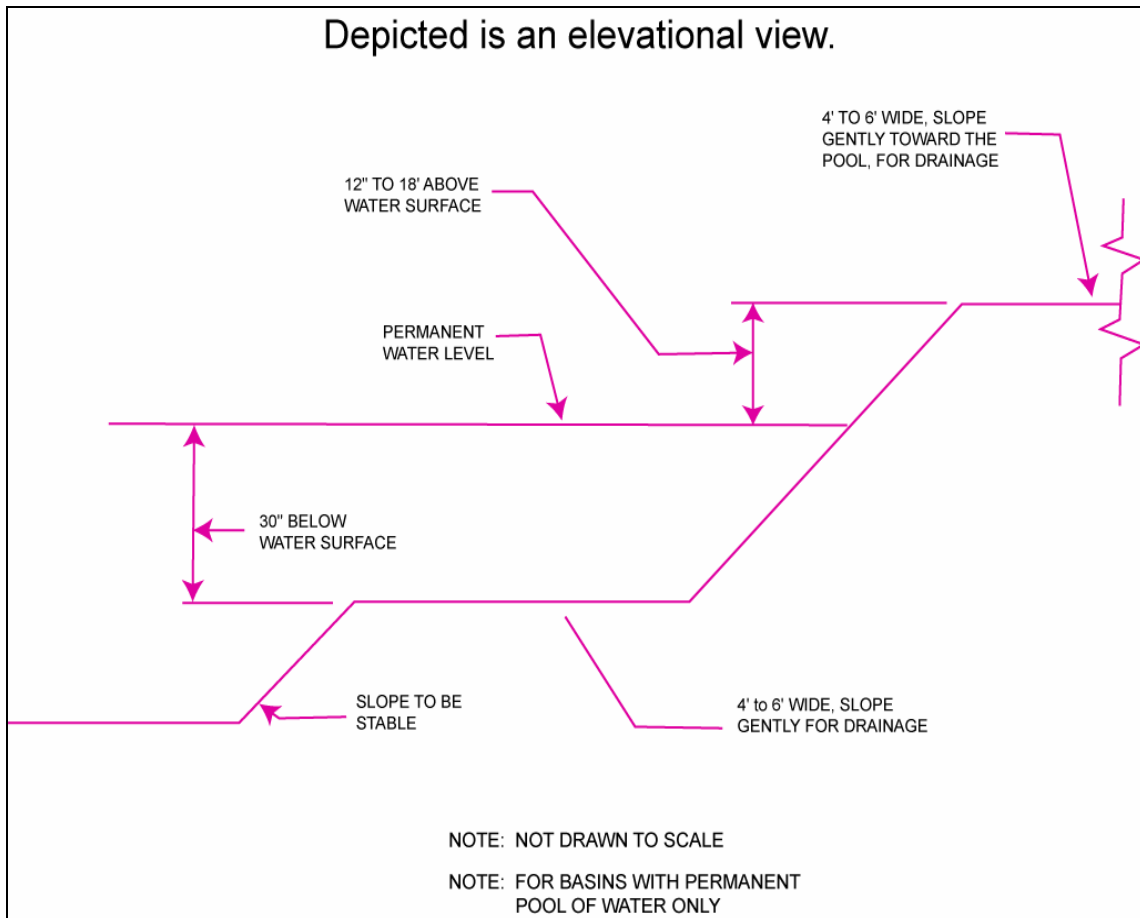 Depicted is an elevational view.
4' TO 6' WIDE, SLOPE
GENTLY TOWARD THE
POOL, FOR DRAINAGE
12" TO 18' ABOVE
WATER SURFACE
PERMANENT
WATER LEVEL
30" BELOW
WATER SURFACE
SLOPE TO BE
STABLE
4' to 6' WIDE, SLOPE
GENTLY FOR DRAINAGE
NOTE: NOT DRAWN TO SCALE
NOTE: FOR BASINS WITH PERMANENT
POOL OF WATER ONLY